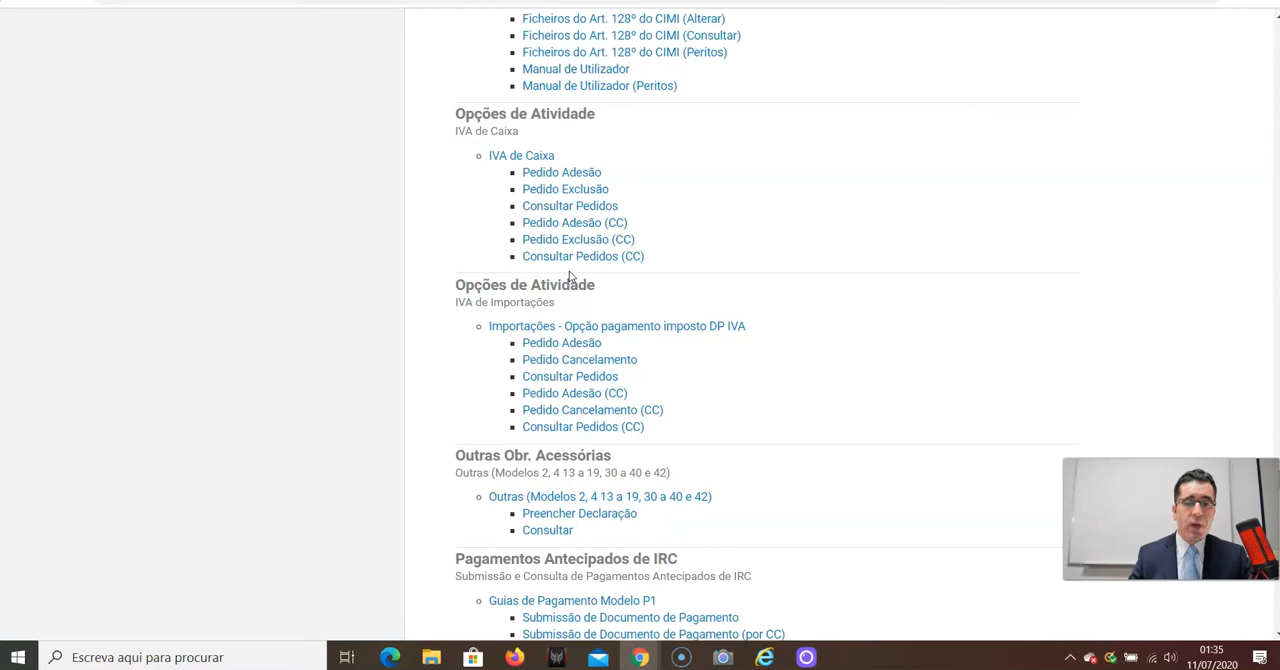 Ficheiros do Art. 128º do CIMI (Alterar)
Ficheiros do Art. 128º do CIMI (Consultar)
Ficheiros do Art. 128º do CIMI (Peritos)
Manual de Utilizador
Manual de Utilizador (Peritos)
Opções de Atividade
IVA de Caixa
IVA de Caixa
Pedido Adesão
Pedido Exclusão
Consultar Pedidos
Pedido Adesão (CC)
Pedido Exclusão (CC)
Consultar Pedidos (CC)
Opções de Atividade
IVA de Importações
Importações - Opção pagamento imposto DP IVA
Pedido Adesão
Pedido Cancelamento
Consultar Pedidos
Pedido Adesão (CC)
Pedido Cancelamento (CC)
Consultar Pedidos (CC)
Outras Obr. Acessórias
Outras (Modelos 2, 4 13 a 19, 30 a 40 e 42)
Outras (Modelos 2, 4 13 a 19, 30 a 40 e 42)
Preencher Declaração
Consultar
Pagamentos Antecipados de IRC
Submissão e Consulta de Pagamentos Antecipados de IRC
Guias de Pagamento Modelo P1
Submissão de Documento de Pagamento
Submissão de Documento de Pagamento (por CC)
Escreva aqui para procurar
01:35
11/07/2020